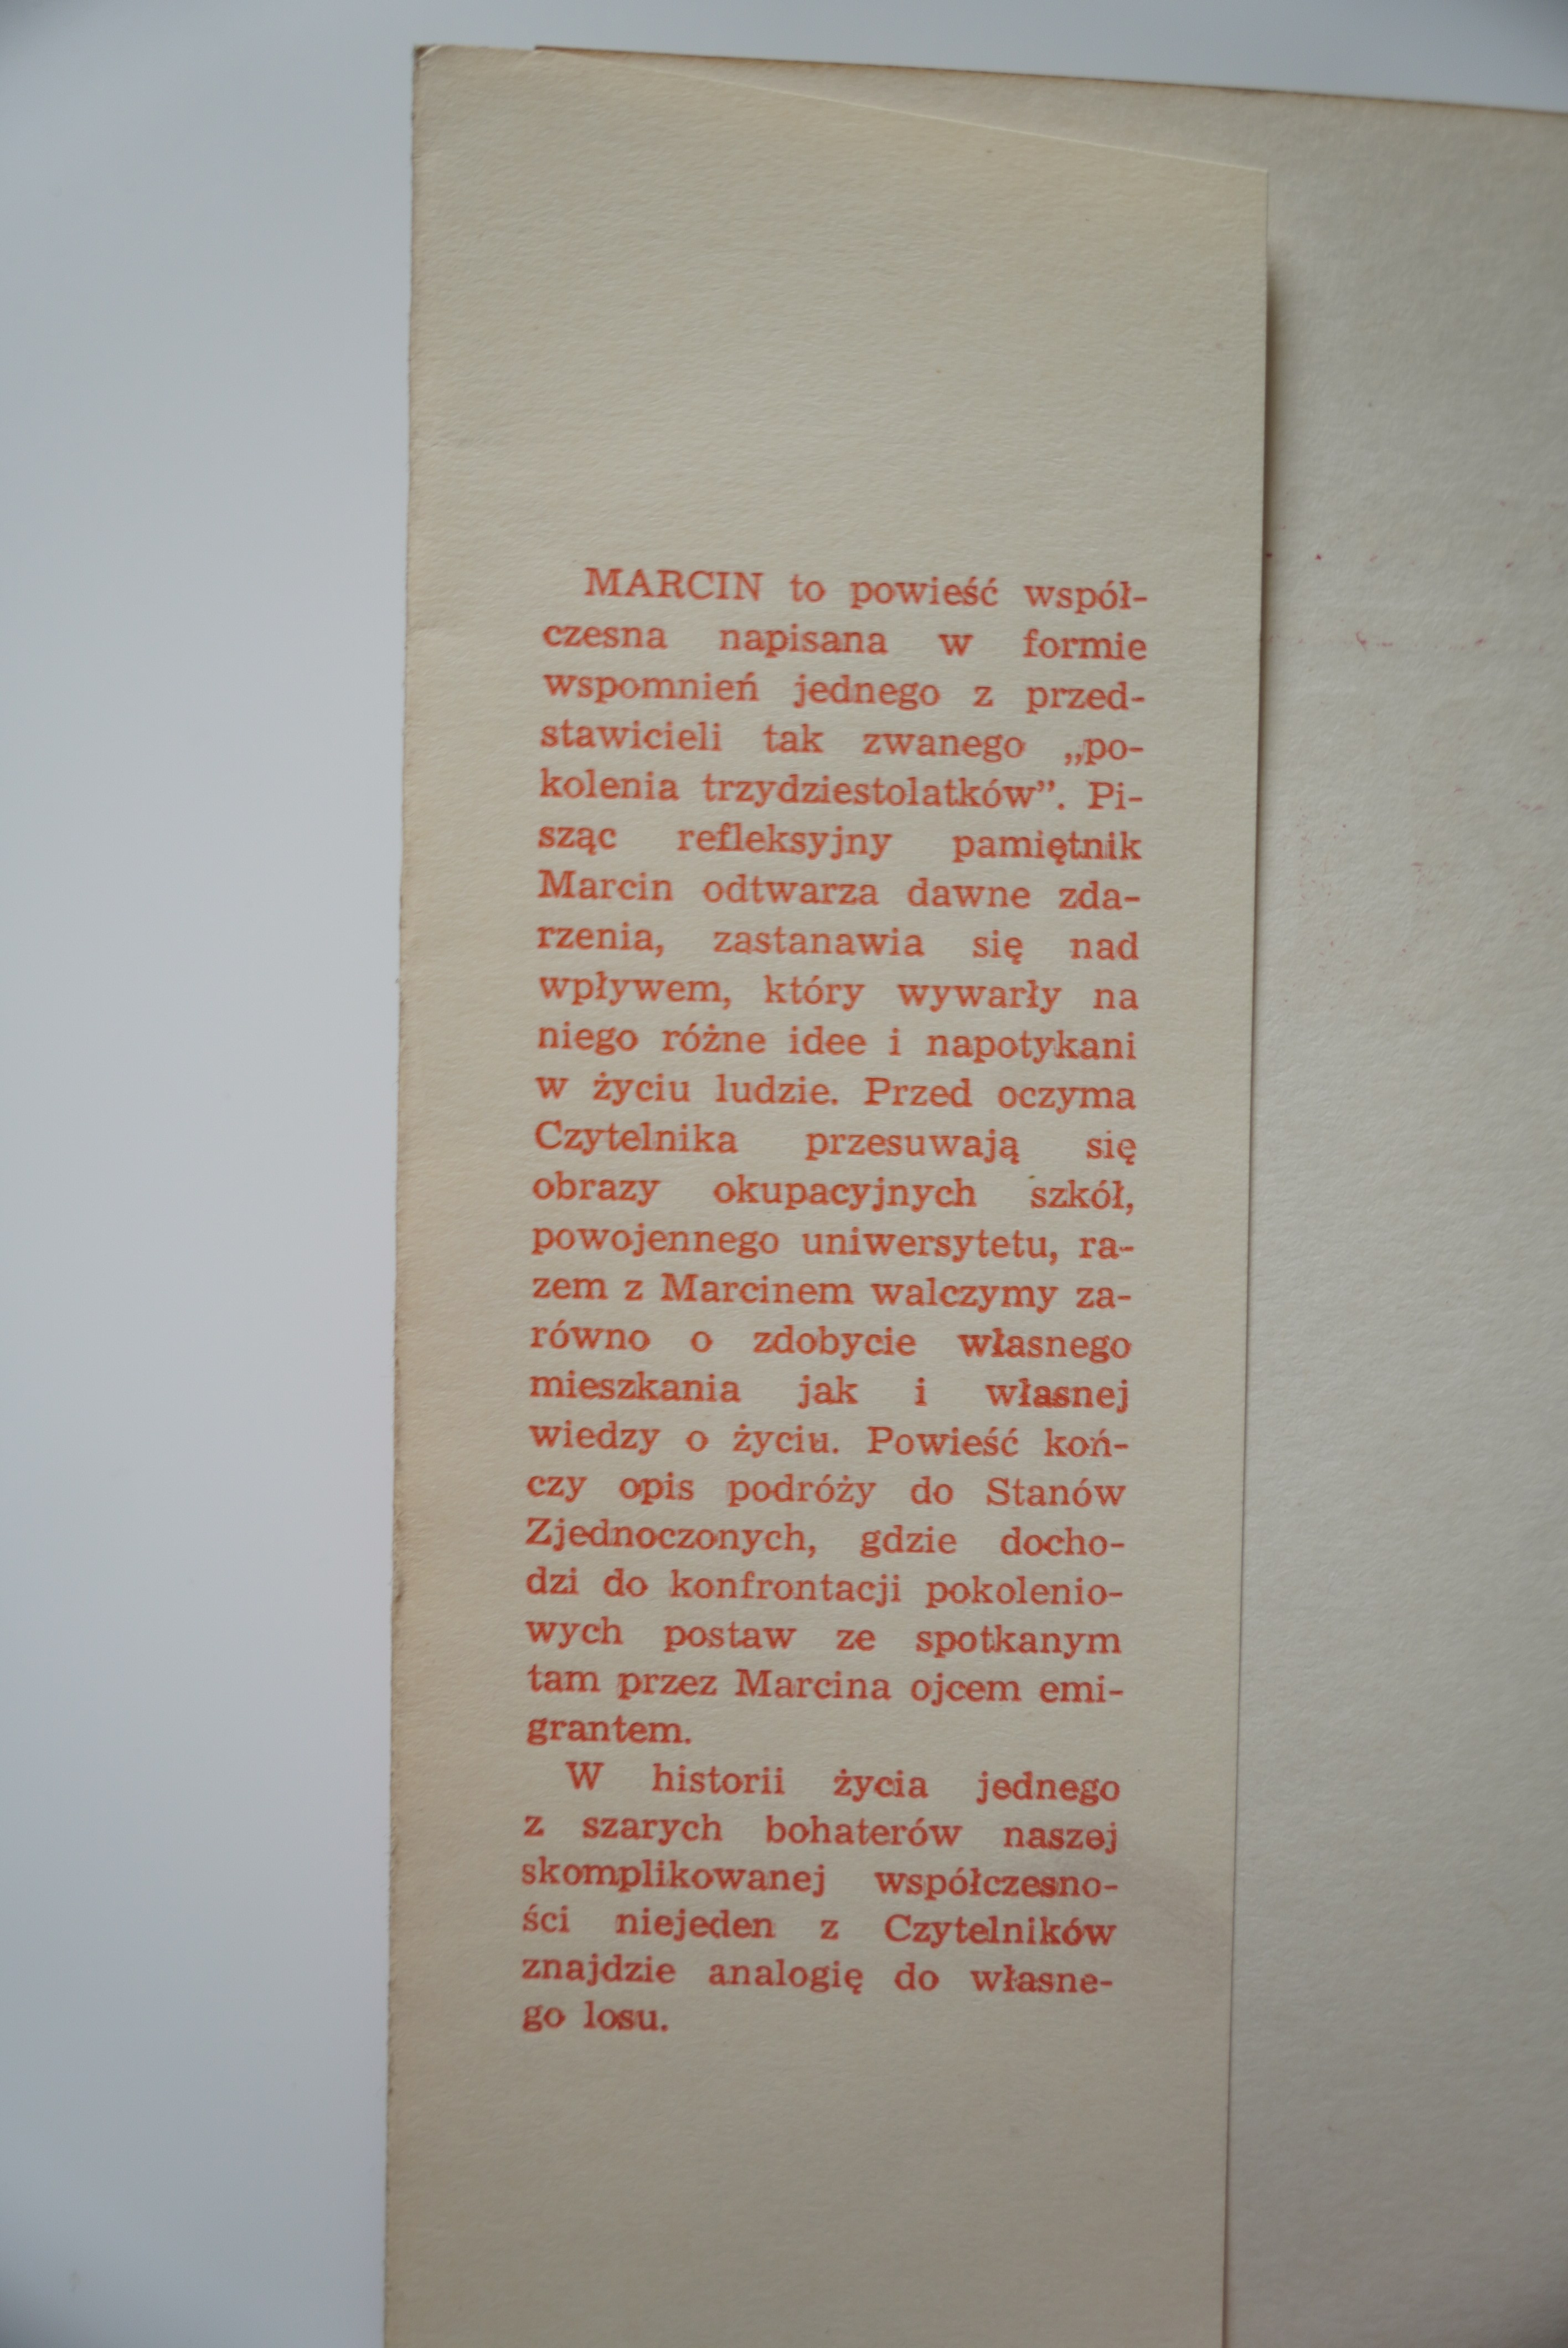 MARCIN to powieść współ-
czesna napisana w formie
wspomnień jednego z przed-
stawicieli tak zwanego „po-
kolenia trzydziestolatków”. Pi-
sząc refleksyjny pamiętnik
Marcin odtwarza dawne zda-
rzenia, zastanawia się nad
wpływem, który wywarły na
niego różne idee i napotykani
w życiu ludzie. Przed oczyma
Czytelnika przesuwają się
obrazy okupacyjnych szkół,
powojennego uniwersytetu, ra-
zem z Marcinem walczymy za-
równo o zdobycie własnego
mieszkania jak i własnej
wiedzy o życiu. Powieść koń-
czy opis podróży do Stanów
Zjednoczonych, gdzie docho-
dzi do konfrontacji pokolenio-
wych postaw ze spotkanym
tam przez Marcina ojcem emi-
grantem.
W historii życia jednego
z szarych bohaterów naszej
skomplikowanej współczesno-
ści niejeden z Czytelników
znajdzie analogię do własne-
go losu.